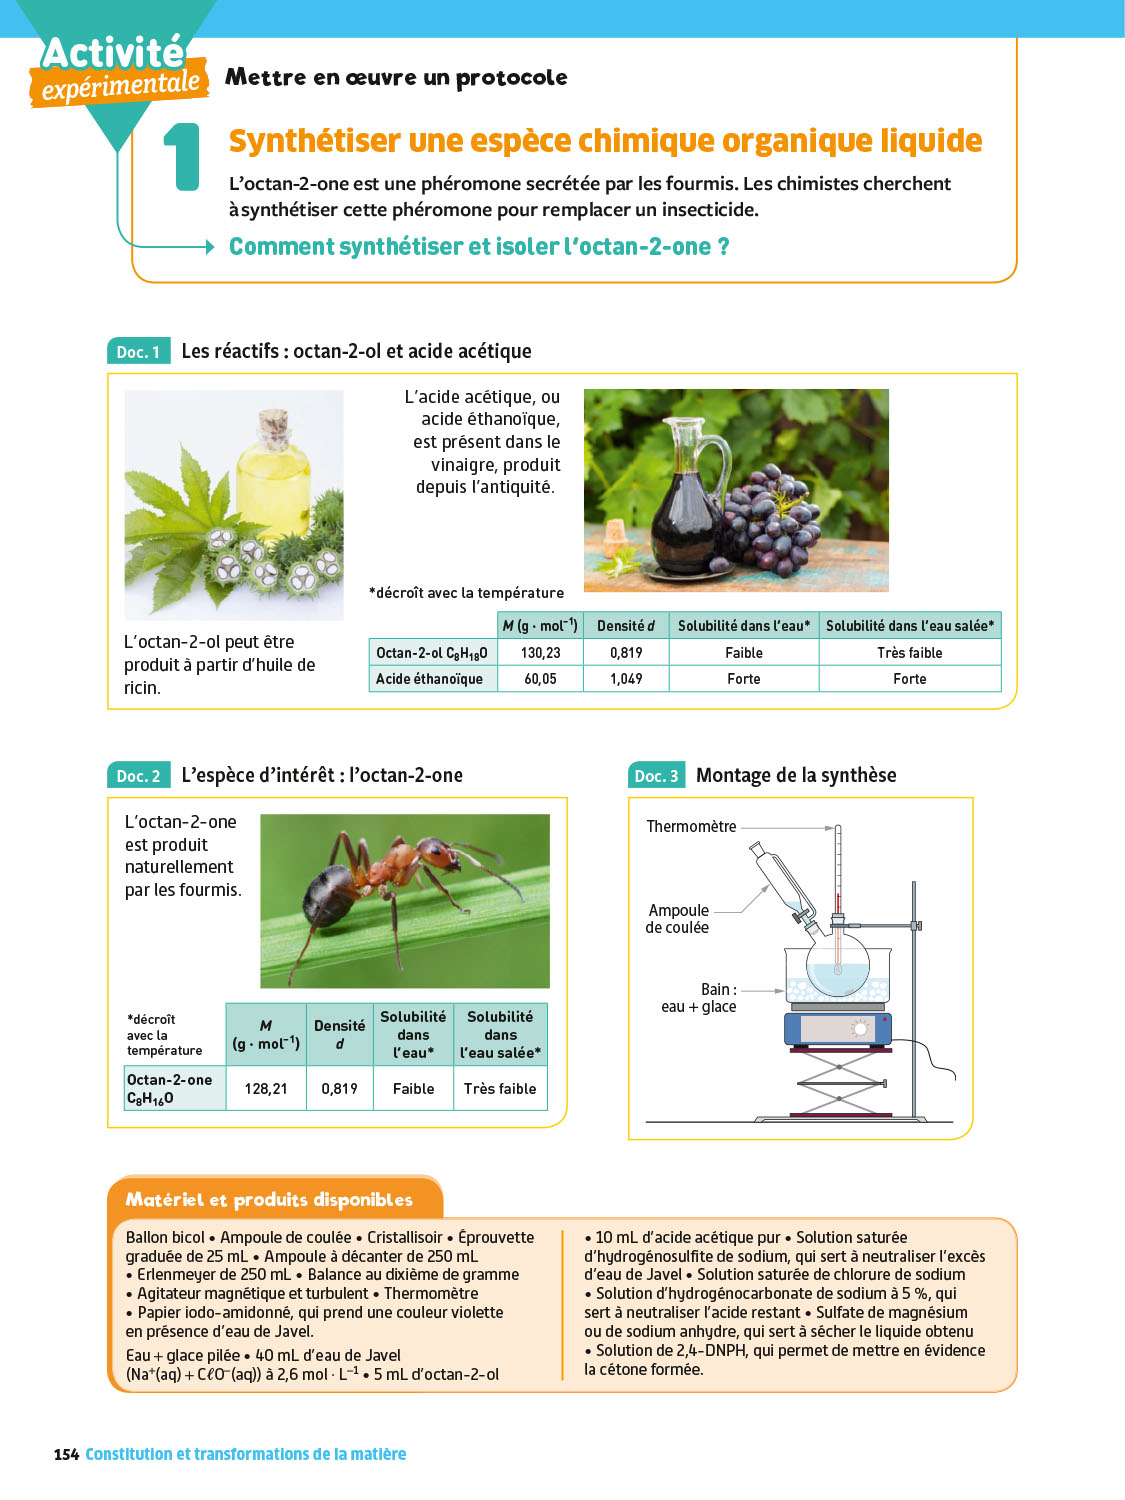 Activité
expérimentale
Mettre en œuvre un protocole
1
Synthétiser une espèce chimique organique liquide
L’octan-2-one est une phéromone secrétée par les fourmis. Les chimistes cherchent
à synthétiser cette phéromone pour remplacer un insecticide.
Comment synthétiser et isoler l’octan-2-one ?
Doc. 1 Les réactifs : octan-2-ol et acide acétique
L’acide acétique, ou
acide éthanoïque,
est présent dans le
vinaigre, produit
depuis l’antiquité.
L’octan-2-ol peut être
produit à partir d’huile de
ricin.
*décroît avec la température
M (g · mol⁻¹) Densité d Solubilité dans l’eau* Solubilité dans l’eau salée*
Octan-2-ol C₈H₁₈O 130,23 0,819 Faible Très faible
Acide éthanoïque 60,05 1,049 Forte Forte
Doc. 2 L’espèce d’intérêt : l’octan-2-one
L’octan-2-one
est produit
naturellement
par les fourmis.
*décroît
avec la
température
M
(g · mol⁻¹)
Densité
d
Solubilité
dans
l’eau*
Solubilité
dans
l’eau salée*
Octan-2-one
C₈H₁₆O
128,21 0,819 Faible Très faible
Doc. 3 Montage de la synthèse
Thermomètre
Ampoule
de coulée
Bain :
eau + glace
Matériel et produits disponibles
Ballon bicol • Ampoule de coulée • Cristallisoir • Éprouvette
graduée de 25 mL • Ampoule à décanter de 250 mL
• Erlenmeyer de 250 mL • Balance au dixième de gramme
• Agitateur magnétique et turbulent • Thermomètre
• Papier iodo-amidonné, qui prend une couleur violette
en présence d’eau de Javel.
Eau + glace pilée • 40 mL d’eau de Javel
(Na⁺(aq) + CℓO⁻(aq)) à 2,6 mol · L⁻¹ • 5 mL d’octan-2-ol
• 10 mL d’acide acétique pur • Solution saturée
d’hydrogénosulfite de sodium, qui sert à neutraliser l’excès
d’eau de Javel • Solution saturée de chlorure de sodium
• Solution d’hydrogénocarbonate de sodium à 5 %, qui
sert à neutraliser l’acide restant • Sulfate de magnésium
ou de sodium anhydre, qui sert à sécher le liquide obtenu
• Solution de 2,4-DNPH, qui permet de mettre en évidence
la cétone formée.
154 Constitution et transformations de la matière